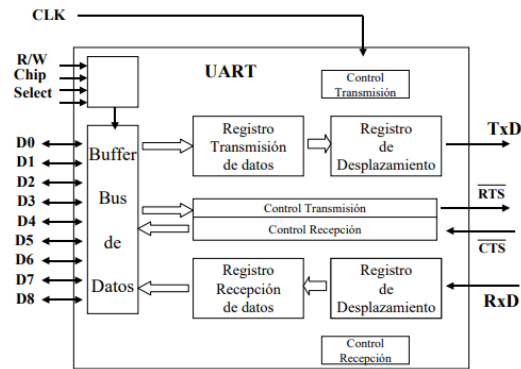 CLK
R/W
Chip
Select
UART
Control
Transmisión
D0
D1
D2
D3
D4
D5
D6
D7
D8
Buffer
Bus
de
Datos
Registro
Transmisión
de datos
Registro
de
Desplazamiento
TxD
Control Transmisión
Control Recepción
RTS
CTS
Registro
Recepción
de datos
Registro
de
Desplazamiento
RxD
Control
Recepción